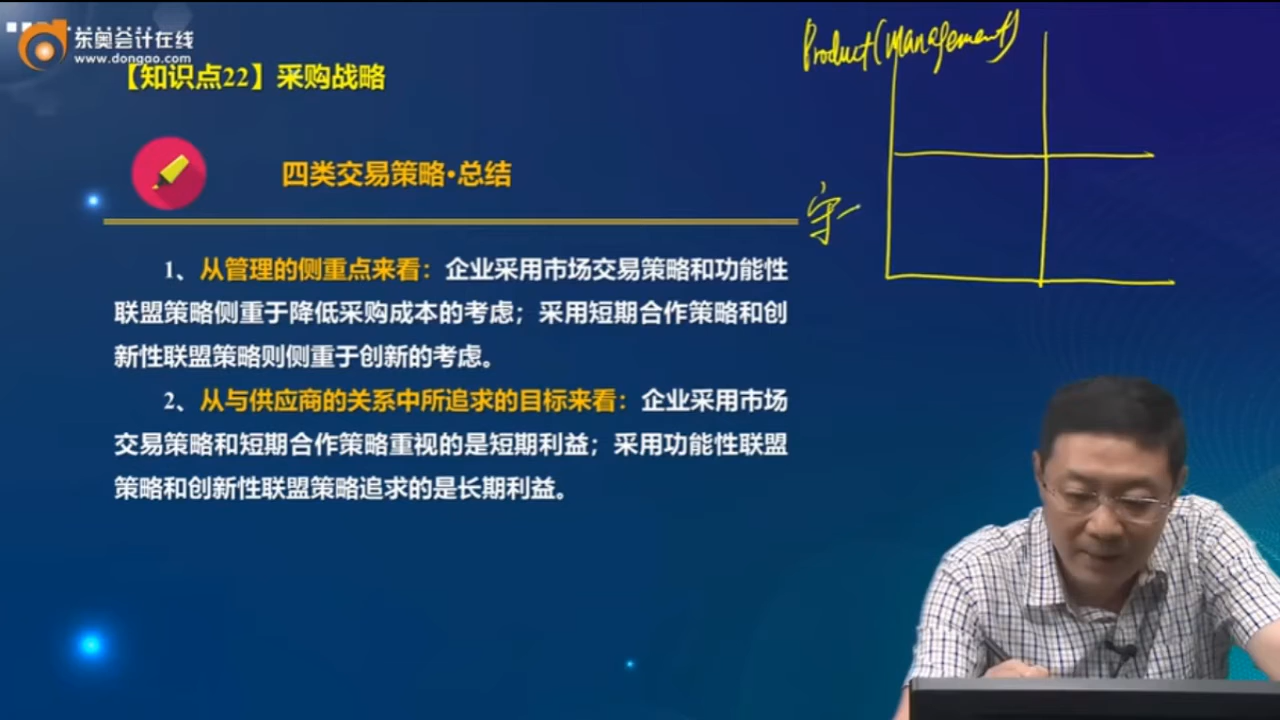 东奥会计在线
www.dongao.com
【知识点22】采购战略
Product(Management)
四类交易策略·总结
守一
1、从管理的侧重点来看：企业采用市场交易策略和功能性
联盟策略侧重于降低采购成本的考虑；采用短期合作策略和创
新性联盟策略则侧重于创新的考虑。
2、从与供应商的关系中所追求的目标来看：企业采用市场
交易策略和短期合作策略重视的是短期利益；采用功能性联盟
策略和创新性联盟策略追求的是长期利益。